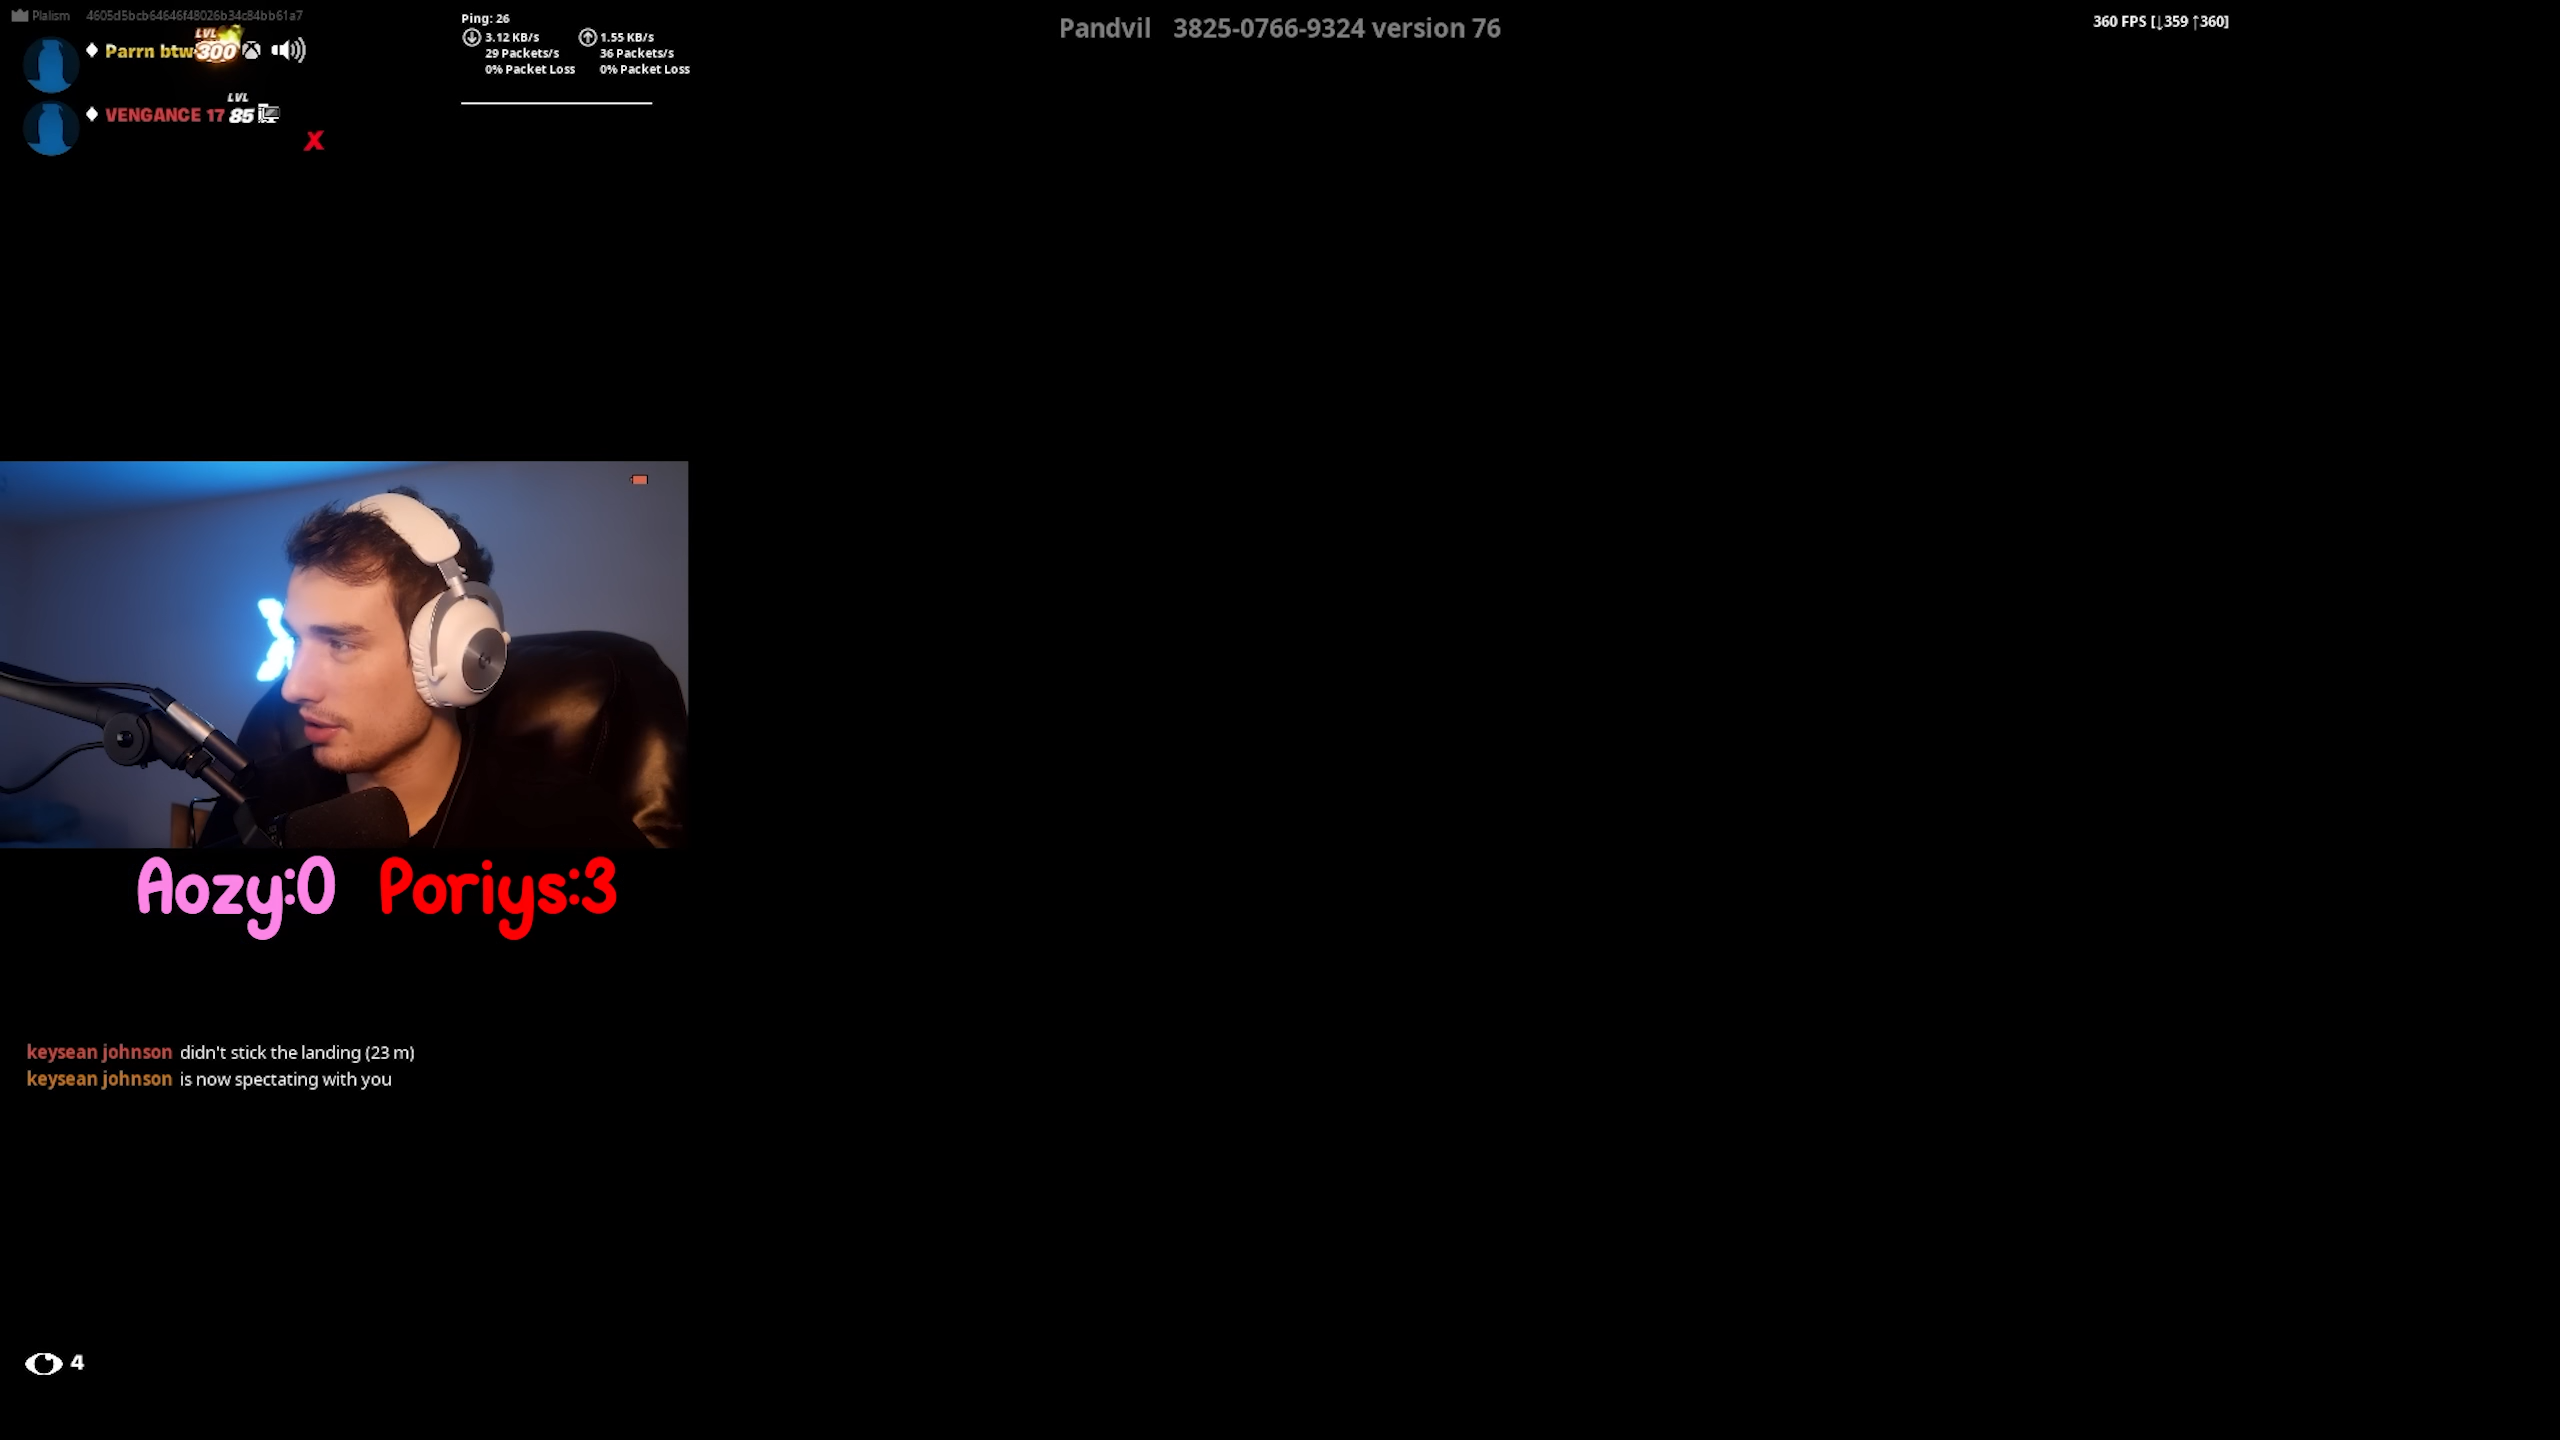 Plalism 4605d5bcb64646f48026b34c84bb61a7
LVL
Parrn btw 300
LVL
VENGANCE 17 85
X
Ping: 26
3.12 KB/s 1.55 KB/s
29 Packets/s 36 Packets/s
0% Packet Loss 0% Packet Loss
Pandvil 3825-0766-9324 version 76
360 FPS [↓359 ↑360]
Aozy:0 Poriys:3
keysean johnson didn't stick the landing (23 m)
keysean johnson is now spectating with you
4